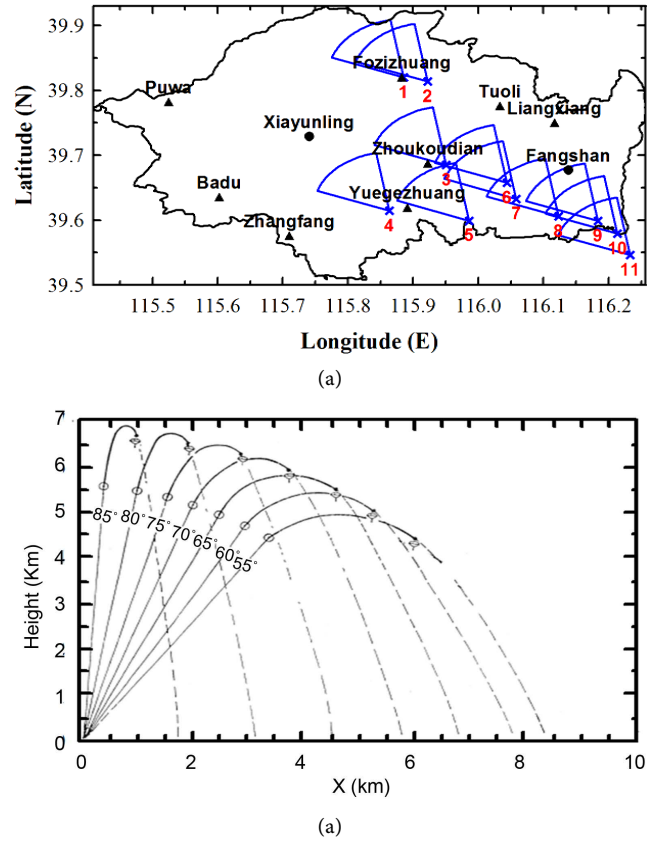 39.9
39.8
39.7
39.6
39.5
Latitude (N)
Fozizhuang
1
2
Puwa
Tuoli
Liangxiang
Xiayunling
Zhoukoudian
Fangshan
3
Badu
Yuegezhuang
6
7
4
Zhangfang
5
8
9
10
11
115.5 115.6 115.7 115.8 115.9 116.0 116.1 116.2
Longitude (E)
(a)
7
6
5
4
3
2
1
0
Height (Km)
85° 80° 75° 70° 65° 60° 55°
0 2 4 6 8 10
X (km)
(a)